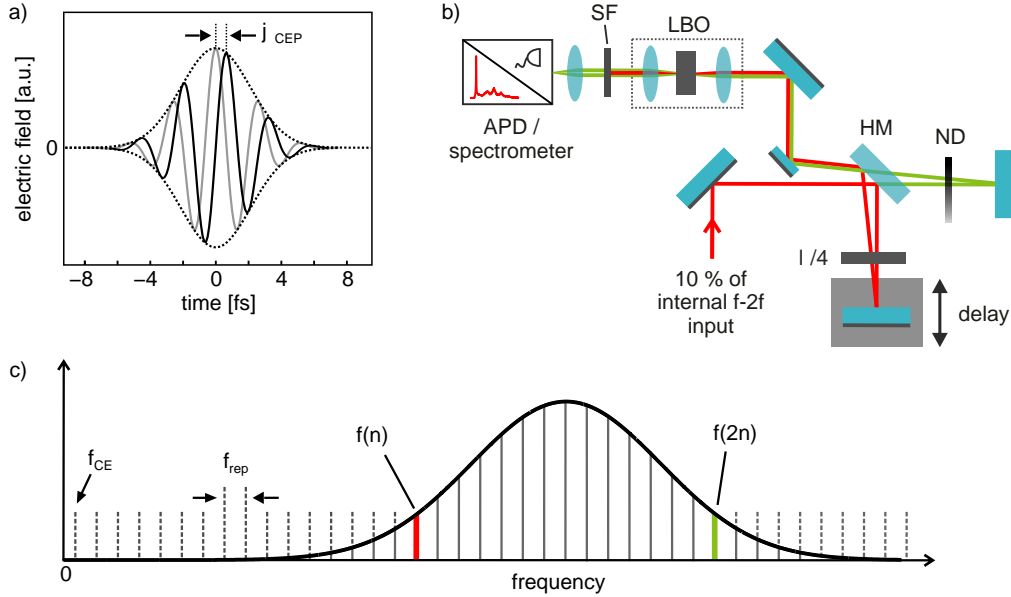 a)
j CEP
electric field [a.u.]
0
−8 −4 0 4 8
time [fs]
b)
SF
LBO
APD /
spectrometer
HM
ND
10 % of
internal f-2f
input
l /4
delay
c)
f(n)
f(2n)
fCE
frep
0
frequency